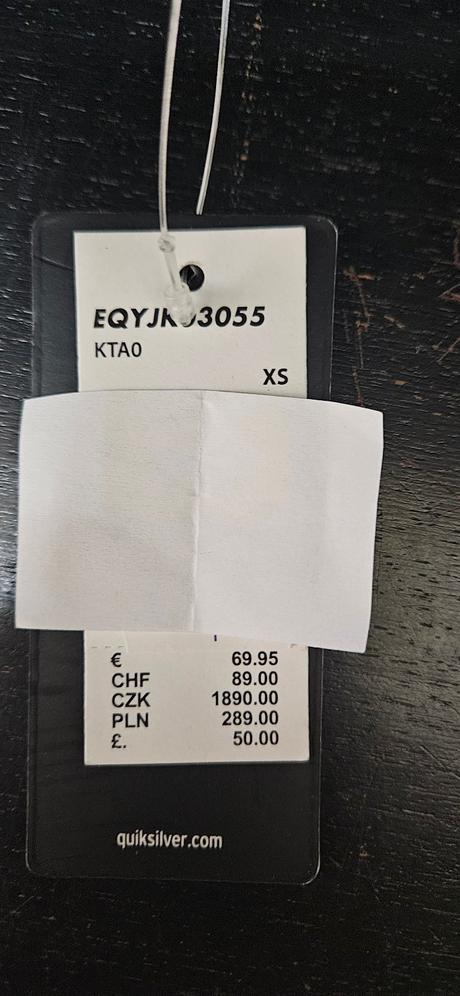 KTA0
XS
€ 69.95
CHF 89.00
CZK 1890.00
PLN 289.00
£. 50.00
quiksilver.com